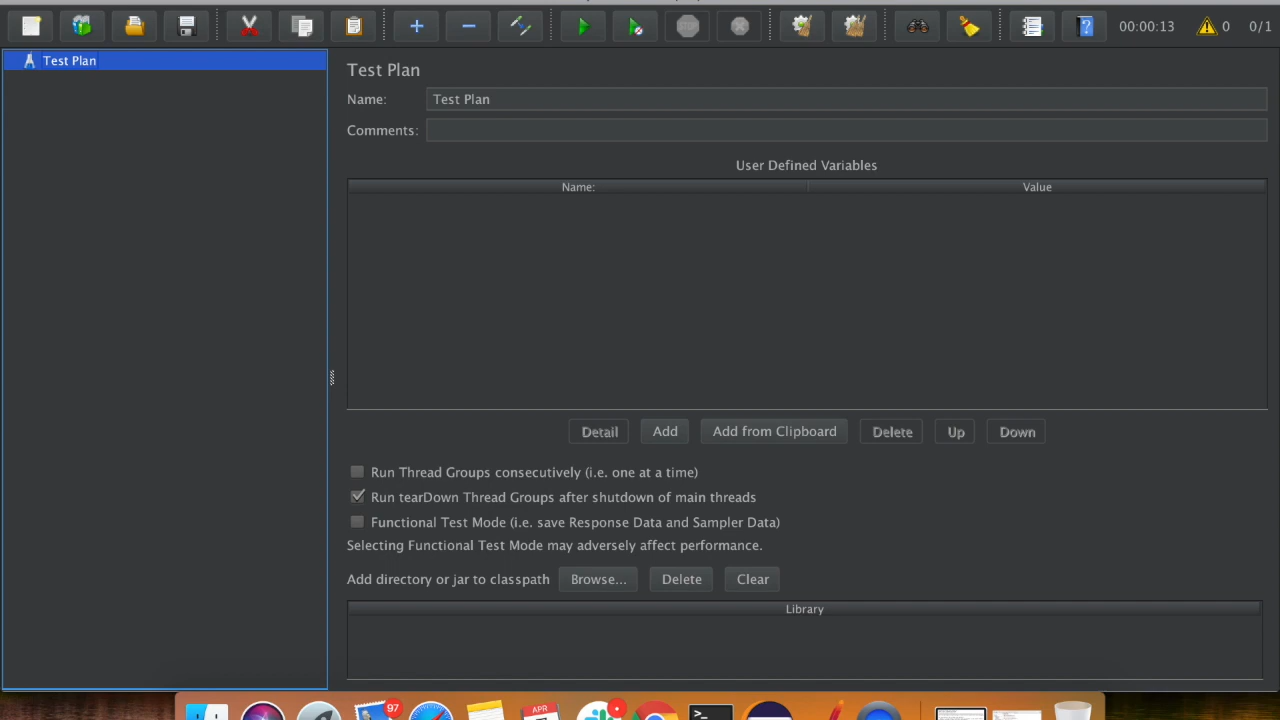 STOP
?
00:00:13
0
0/1
Test Plan
Test Plan
Name:
Test Plan
Comments:
User Defined Variables
Name:
Value
Detail
Add
Add from Clipboard
Delete
Up
Down
Run Thread Groups consecutively (i.e. one at a time)
Run tearDown Thread Groups after shutdown of main threads
Functional Test Mode (i.e. save Response Data and Sampler Data)
Selecting Functional Test Mode may adversely affect performance.
Add directory or jar to classpath
Browse...
Delete
Clear
Library
97
APR